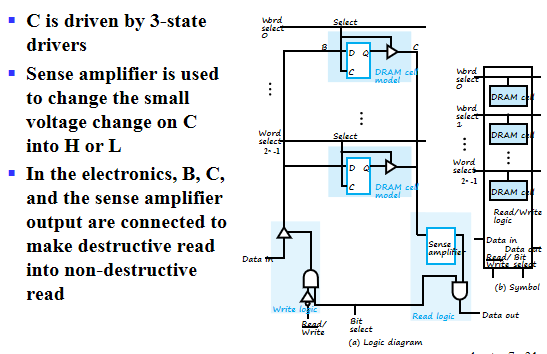 C is driven by 3-state
drivers
Sense amplifier is used
to change the small
voltage change on C
into H or L
In the electronics, B, C,
and the sense amplifier
output are connected to
make destructive read
into non-destructive
read
Word
select
0
Select
B
D Q
C
C
DRAM cell
model
Word
select
2ⁿ -1
Select
D Q
C
DRAM cell
model
Data in
Write logic
Read/
Write
Bit
select
Sense
amplifier
Read logic
Data out
(a) Logic diagram
Word
select
0
DRAM cell
Word
select
1
DRAM cell
Word
select
2ⁿ -1
DRAM cell
Read/Write
logic
Data in
Data out
Read/ Bit
Write select
(b) Symbol